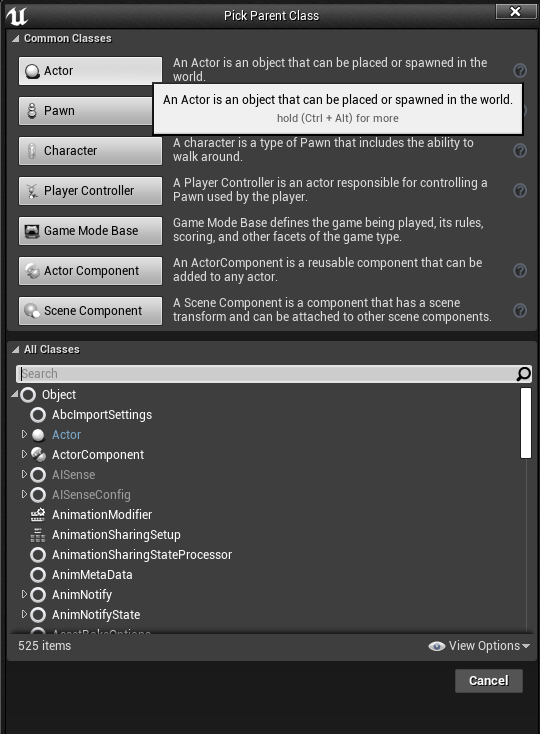 Pick Parent Class
Common Classes
Actor
An Actor is an object that can be placed or spawned in the
world.
An Actor is an object that can be placed or spawned in the world.
hold (Ctrl + Alt) for more
Pawn
Character
A character is a type of Pawn that includes the ability to
walk around.
Player Controller
A Player Controller is an actor responsible for controlling a
Pawn used by the player.
Game Mode Base
Game Mode Base defines the game being played, its rules,
scoring, and other facets of the game type.
Actor Component
An ActorComponent is a reusable component that can be
added to any actor.
Scene Component
A Scene Component is a component that has a scene
transform and can be attached to other scene components.
All Classes
Search
Object
AbcImportSettings
Actor
ActorComponent
AISense
AISenseConfig
AnimationModifier
AnimationSharingSetup
AnimationSharingStateProcessor
AnimMetaData
AnimNotify
AnimNotifyState
525 items
View Options
Cancel